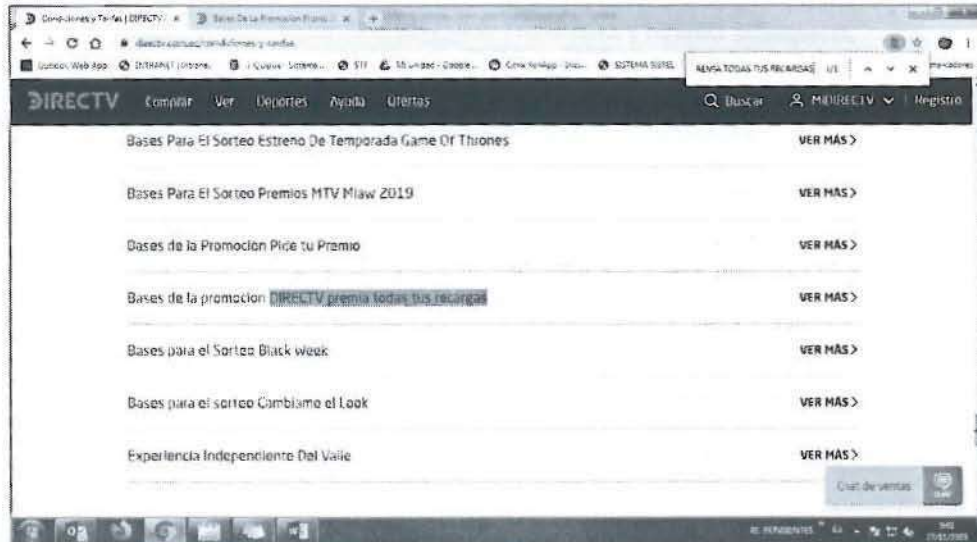 Condiciones y Tarifas | DIRECTV
Bases De La Promocion
Outlook Web App
DIRECTV Comprar Ver Deportes Ayuda Ofertas Buscar MIDIRECTV Registro
Bases Para El Sorteo Estreno De Temporada Game Of Thrones VER MÁS >
Bases Para El Sorteo Premios MTV Miaw 2019 VER MÁS >
Bases de la Promocion Pide tu Premio VER MÁS >
Bases de la promocion DIRECTV premia todas tus recargas VER MÁS >
Bases para el Sorteo Black week VER MÁS >
Bases para el sorteo Cambiame el Look VER MÁS >
Experiencia Independiente Del Valle VER MÁS >
Chat de ventas